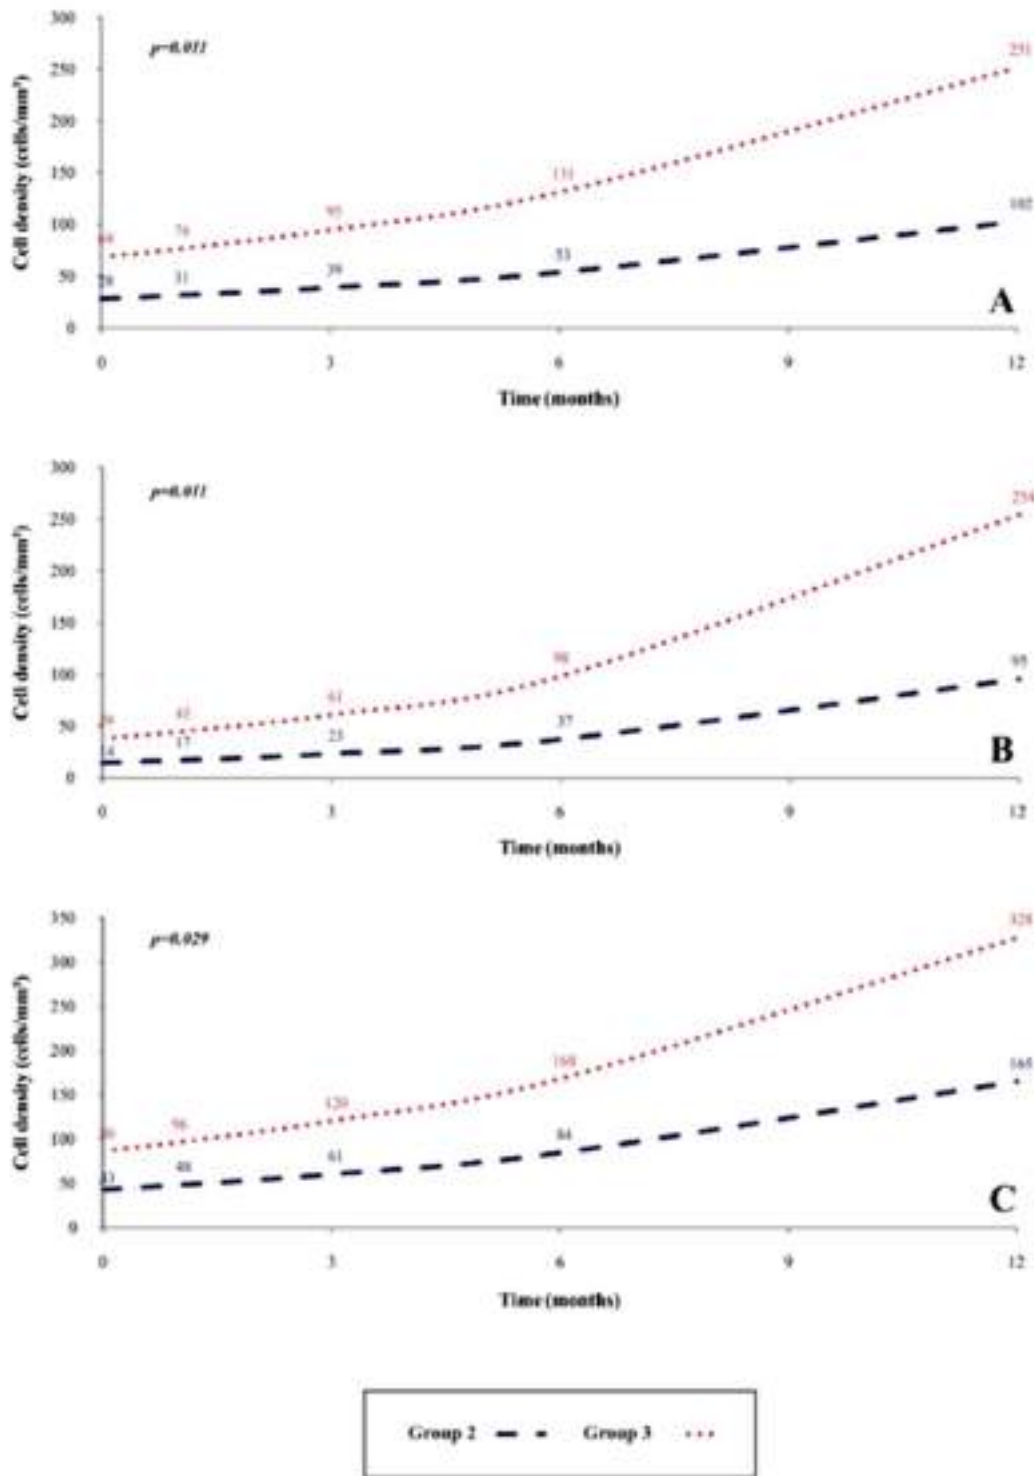 300
p=0.011
251
250
200
150
131
100
95
76
102
50
53
39
31
28
0
A
0 3 6 9 12
Time (months)
Cell density (cells/mm²)
300
p=0.011
254
250
200
150
100
98
95
61
50
37
23
17
0
B
0 3 6 9 12
Time (months)
Cell density (cells/mm²)
350
p=0.029
328
300
250
200
168
165
150
120
100
96
84
61
50
48
43
0
C
0 3 6 9 12
Time (months)
Cell density (cells/mm²)
Group 2 Group 3